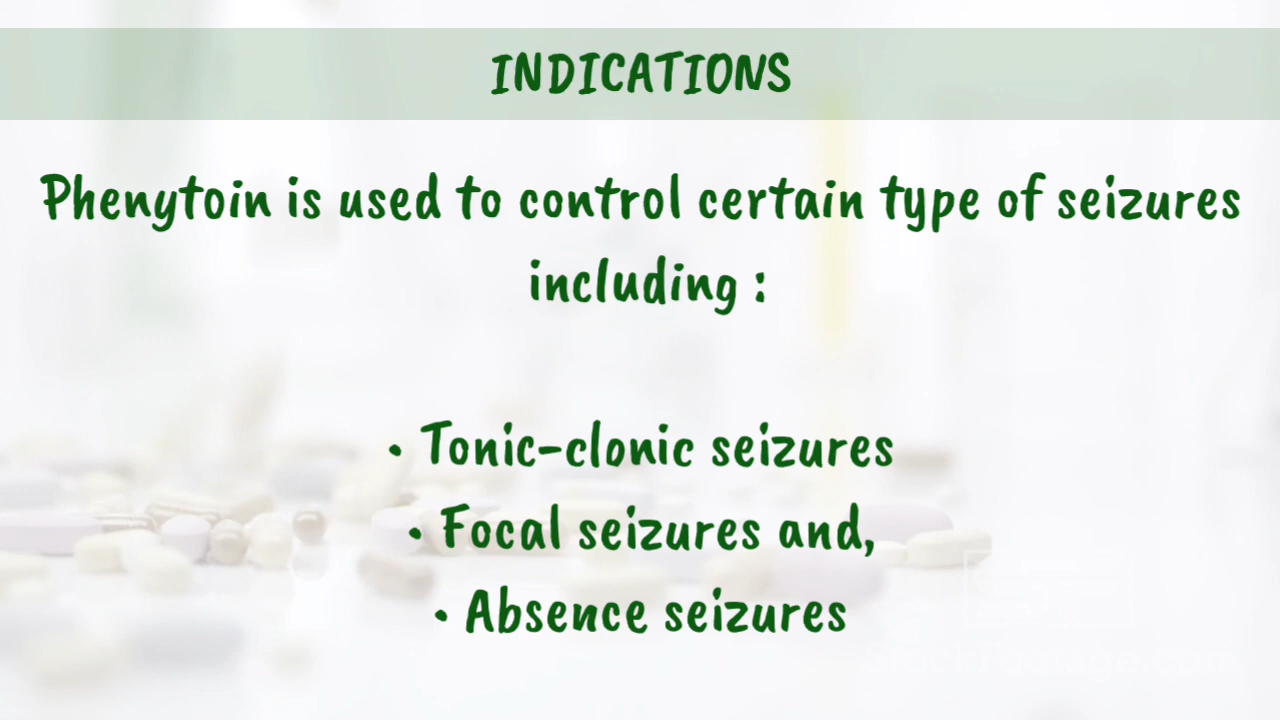 INDICATIONS
Phenytoin is used to control certain type of seizures
including :
• Tonic-clonic seizures
• Focal seizures and,
• Absence seizures